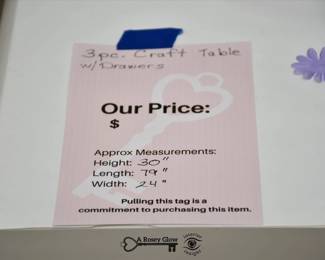 3pc. Craft Table
w/ Drawers
Our Price:
$
Approx Measurements:
Height: 30"
Length: 79"
Width: 24"
Pulling this tag is a
commitment to purchasing this item.
A Rosey Glow